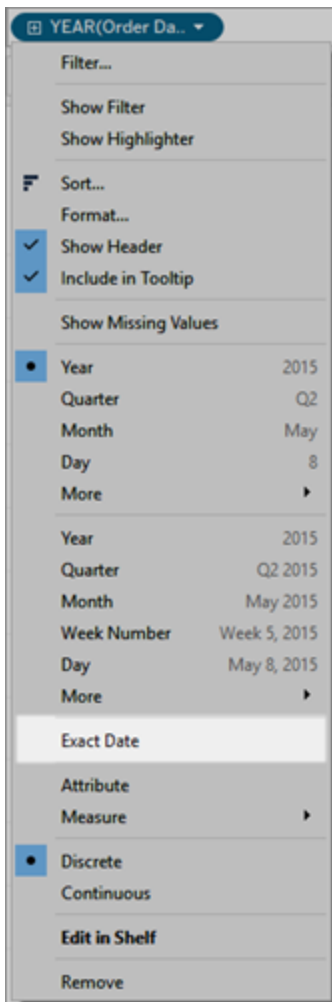 YEAR(Order Da..
Filter...
Show Filter
Show Highlighter
Sort...
Format...
Show Header
Include in Tooltip
Show Missing Values
Year 2015
Quarter Q2
Month May
Day 8
More
Year 2015
Quarter Q2 2015
Month May 2015
Week Number Week 5, 2015
Day May 8, 2015
More
Exact Date
Attribute
Measure
Discrete
Continuous
Edit in Shelf
Remove